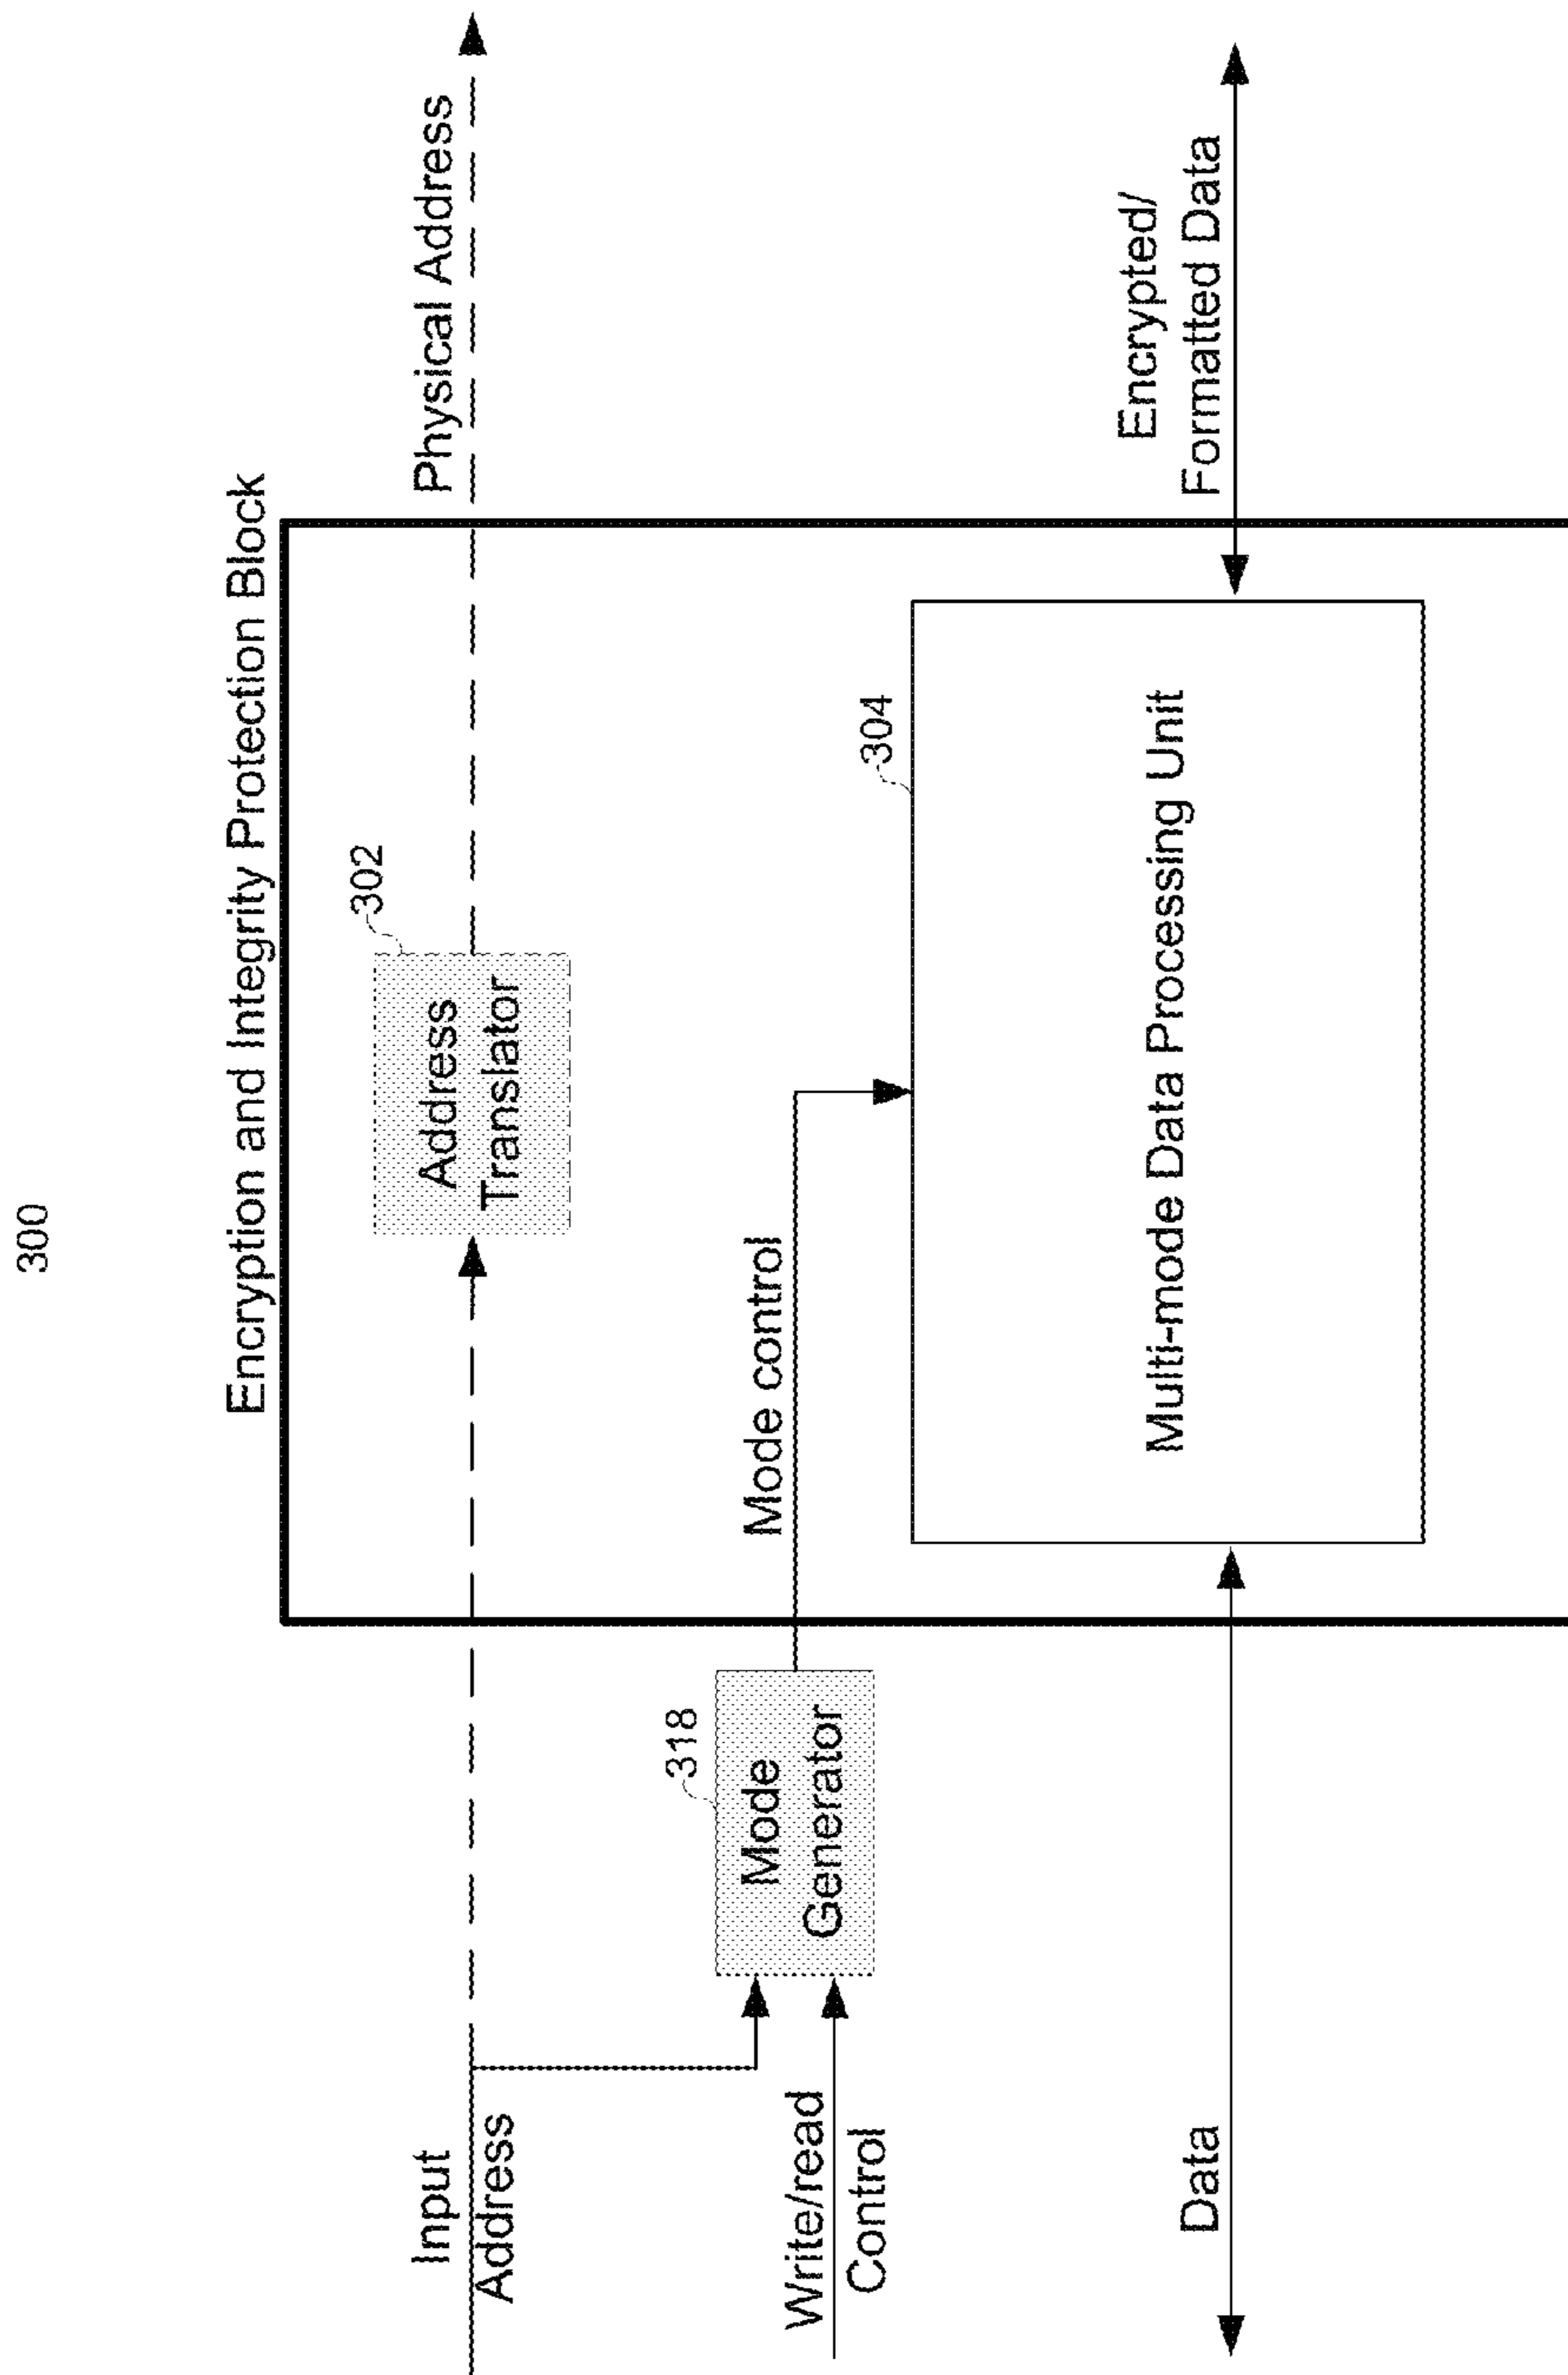 300
Encryption and Integrity Protection Block
Input
Address
302
Address
Translator
Physical Address
Write/read
Control
318
Mode
Generator
Mode control
304
Multi-mode Data Processing Unit
Data
Encrypted/
Formatted Data